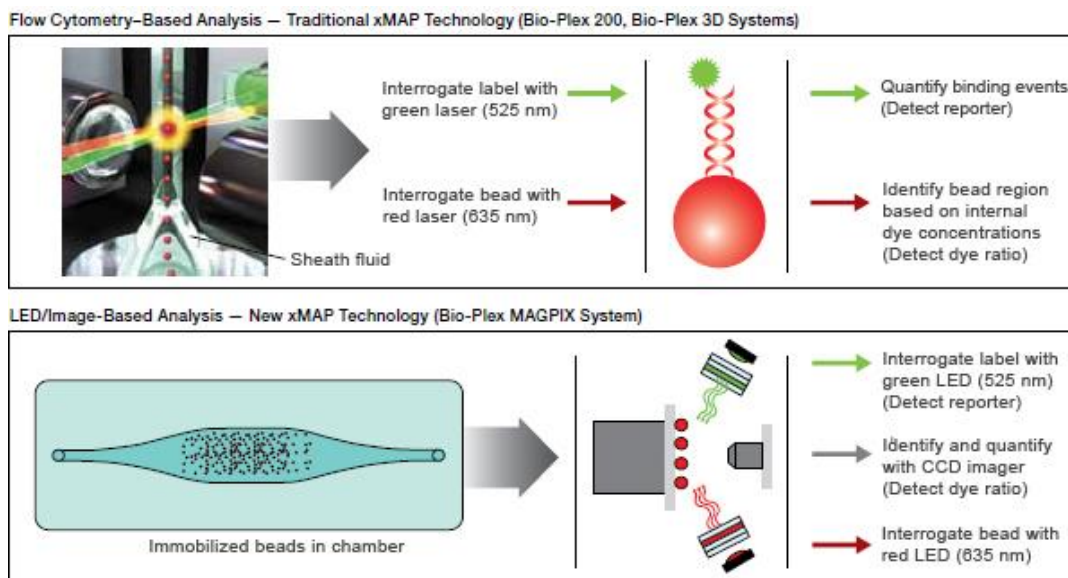 Flow Cytometry–Based Analysis — Traditional xMAP Technology (Bio-Plex 200, Bio-Plex 3D Systems)
Interrogate label with
green laser (525 nm)
Quantify binding events
(Detect reporter)
Interrogate bead with
red laser (635 nm)
Identify bead region
based on internal
dye concentrations
(Detect dye ratio)
Sheath fluid
LED/Image-Based Analysis — New xMAP Technology (Bio-Plex MAGPIX System)
Interrogate label with
green LED (525 nm)
(Detect reporter)
Identify and quantify
with CCD imager
(Detect dye ratio)
Interrogate bead with
red LED (635 nm)
Immobilized beads in chamber